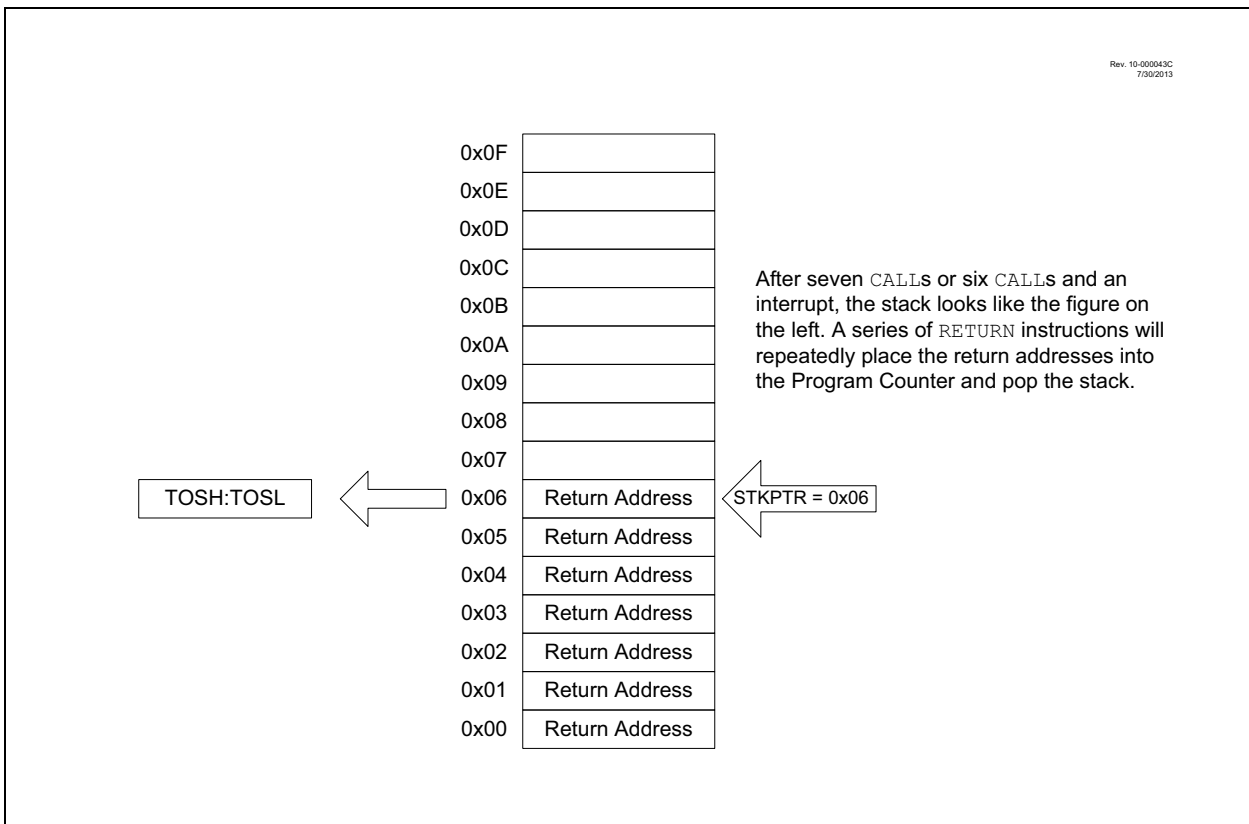 Rev. 10-000043C
7/30/2013
0x0F
0x0E
0x0D
0x0C
0x0B
0x0A
0x09
0x08
0x07
TOSH:TOSL
0x06
Return Address
STKPTR = 0x06
0x05
Return Address
0x04
Return Address
0x03
Return Address
0x02
Return Address
0x01
Return Address
0x00
Return Address
After seven CALLs or six CALLs and an
interrupt, the stack looks like the figure on
the left. A series of RETURN instructions will
repeatedly place the return addresses into
the Program Counter and pop the stack.